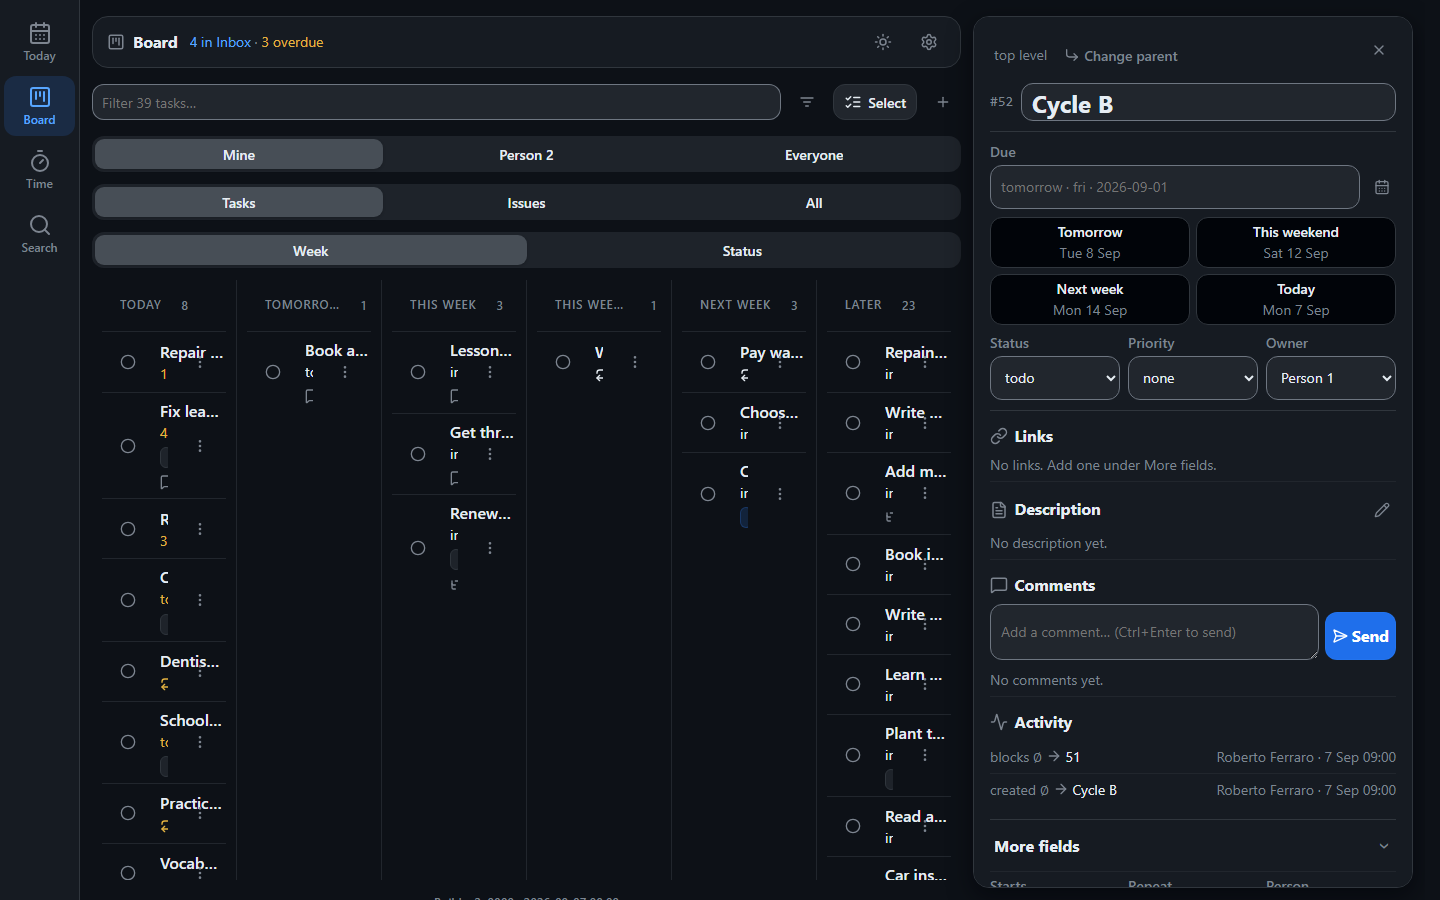 Today
Board
Time
Search
Board 4 in Inbox · 3 overdue
Filter 39 tasks...
Select
Mine Person 2 Everyone
Tasks Issues All
Week Status
TODAY 8
Repair ...
1
Fix lea...
4
R
3
C
Dentis...
School...
Practic...
Vocab...
TOMORRO... 1
Book a...
THIS WEEK 3
Lesson...
Get thr...
Renew...
THIS WEE... 1
NEXT WEEK 3
Pay wa...
Choos...
C
LATER 23
Repain...
Write ...
Add m...
Book i...
Write ...
Learn ...
Plant t...
Read a...
Car ins...
top level Change parent
#52 Cycle B
Due
tomorrow · fri · 2026-09-01
Tomorrow
Tue 8 Sep
This weekend
Sat 12 Sep
Next week
Mon 14 Sep
Today
Mon 7 Sep
Status Priority Owner
todo none Person 1
Links
No links. Add one under More fields.
Description
No description yet.
Comments
Add a comment... (Ctrl+Enter to send)
Send
No comments yet.
Activity
blocks Ø → 51 Roberto Ferraro · 7 Sep 09:00
created Ø → Cycle B Roberto Ferraro · 7 Sep 09:00
More fields
Starts Repeat Person